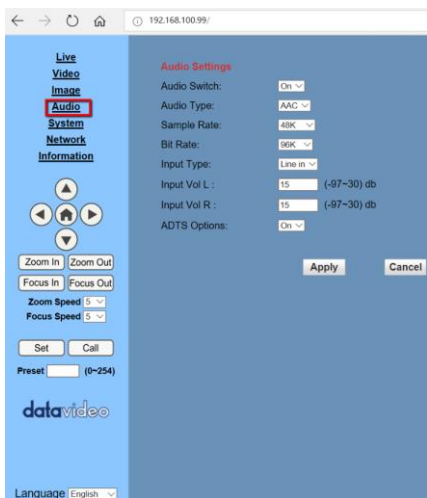 192.168.100.99/
Live
Video
Image
Audio
System
Network
Information
Zoom In Zoom Out
Focus In Focus Out
Zoom Speed 5
Focus Speed 5
Set Call
Preset (0~254)
datavideo
Language English
Audio Settings
Audio Switch: On
Audio Type: AAC
Sample Rate: 48K
Bit Rate: 96K
Input Type: Line in
Input Vol L : 15 (-97~30) db
Input Vol R : 15 (-97~30) db
ADTS Options: On
Apply Cancel